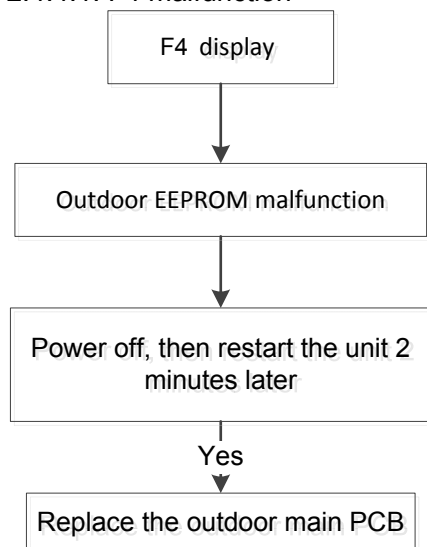 F4 display
Outdoor EEPROM malfunction
Power off, then restart the unit 2
minutes later
Yes
Replace the outdoor main PCB